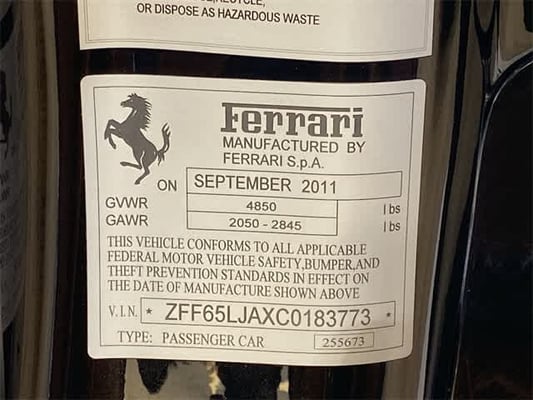 OR DISPOSE AS HAZARDOUS WASTE
Ferrari
MANUFACTURED BY
FERRARI S.p.A.
ON SEPTEMBER 2011
GVWR 4850 lbs
GAWR 2050 - 2845 lbs
THIS VEHICLE CONFORMS TO ALL APPLICABLE
FEDERAL MOTOR VEHICLE SAFETY,BUMPER,AND
THEFT PREVENTION STANDARDS IN EFFECT ON
THE DATE OF MANUFACTURE SHOWN ABOVE
V.I.N. * ZFF65LJAXC0183773 *
TYPE: PASSENGER CAR 255673